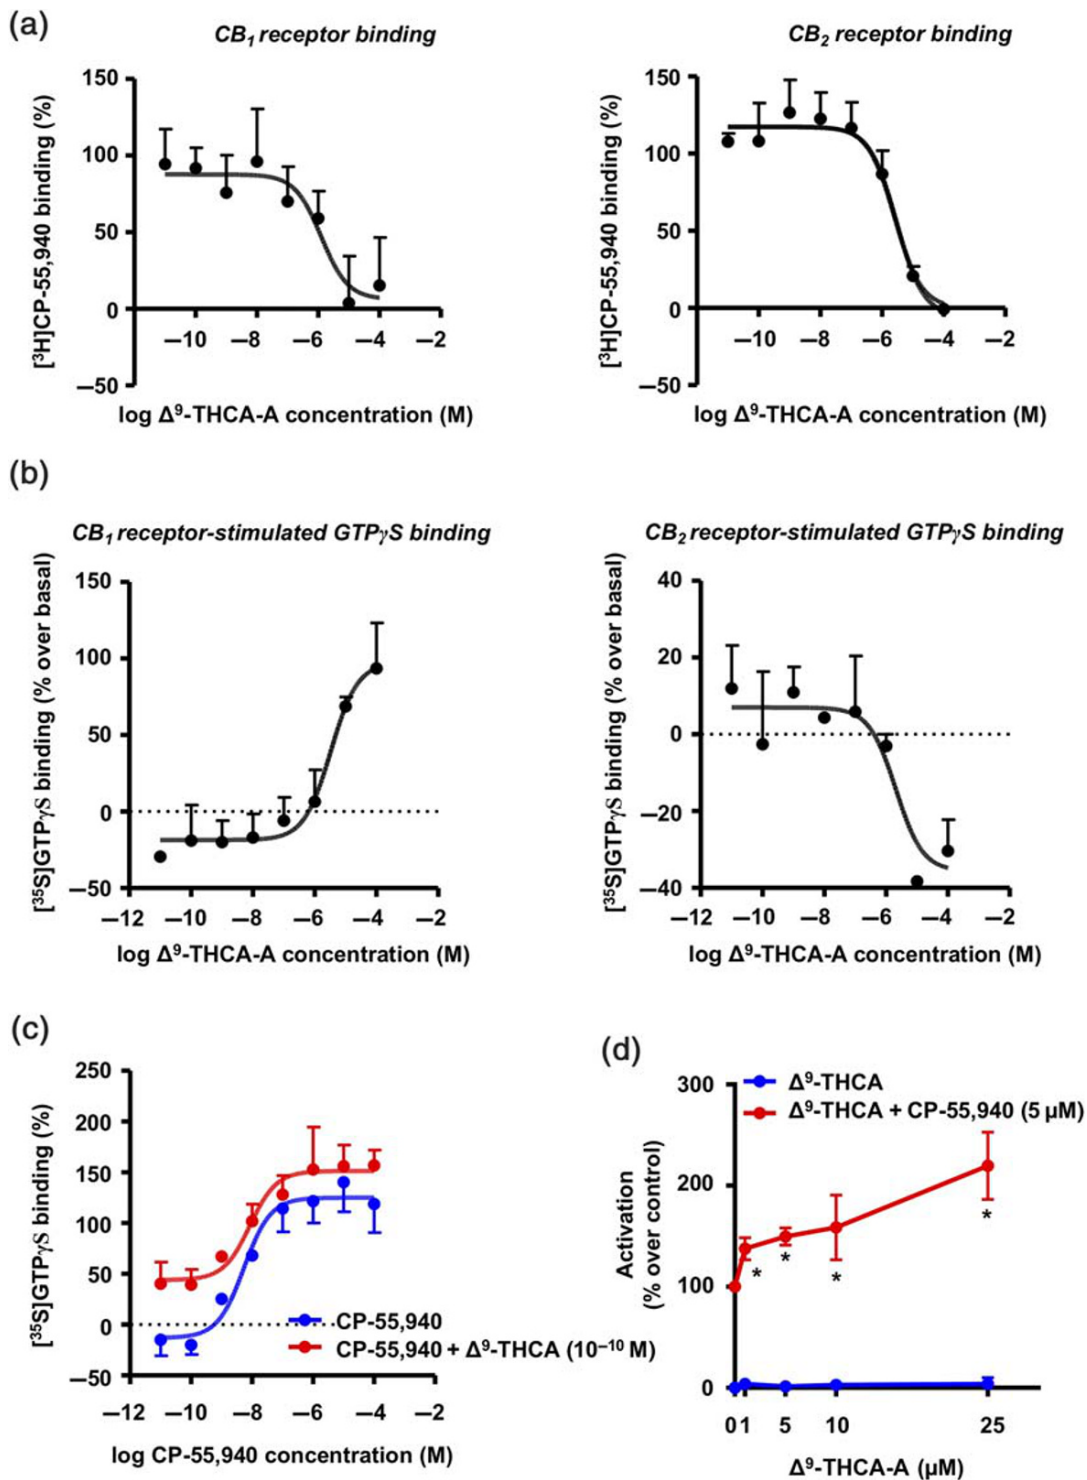 (a)
CB₁ receptor binding
[³H]CP-55,940 binding (%)
150
100
50
0
–50
–10
–8
–6
–4
–2
log Δ⁹-THCA-A concentration (M)
CB₂ receptor binding
[³H]CP-55,940 binding (%)
150
100
50
0
–50
–10
–8
–6
–4
–2
log Δ⁹-THCA-A concentration (M)
(b)
CB₁ receptor-stimulated GTPγS binding
[³⁵S]GTPγS binding (% over basal)
150
100
50
0
–50
–12
–10
–8
–6
–4
–2
log Δ⁹-THCA-A concentration (M)
CB₂ receptor-stimulated GTPγS binding
[³⁵S]GTPγS binding (% over basal)
40
20
0
–20
–40
–12
–10
–8
–6
–4
–2
log Δ⁹-THCA-A concentration (M)
(c)
[³⁵S]GTPγS binding (%)
250
200
150
100
50
0
–50
CP-55,940
CP-55,940 + Δ⁹-THCA (10⁻¹⁰ M)
–12
–10
–8
–6
–4
–2
log CP-55,940 concentration (M)
(d)
Activation
(% over control)
300
200
100
0
Δ⁹-THCA
Δ⁹-THCA + CP-55,940 (5 μM)
*
*
*
*
0
1
5
10
25
Δ⁹-THCA-A (μM)